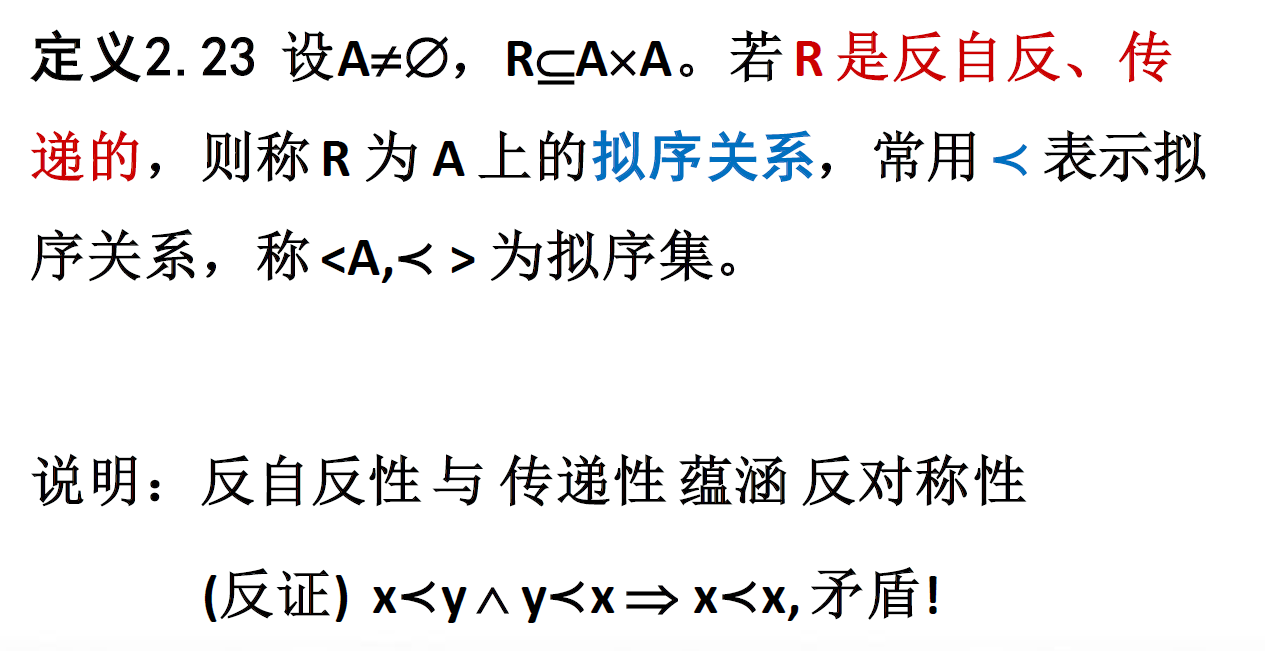 定义2.23 设A≠∅，R⊆A×A。若 R 是反自反、传
递的，则称 R 为 A 上的拟序关系，常用 ≺ 表示拟
序关系，称 <A,≺ > 为拟序集。
说明：反自反性 与 传递性 蕴涵 反对称性
(反证) x≺y∧y≺x⇒x≺x,矛盾!